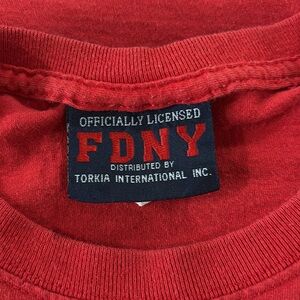 OFFICIALLY LICENSED
FDNY
DISTRIBUTED BY
TORKIA INTERNATIONAL INC.